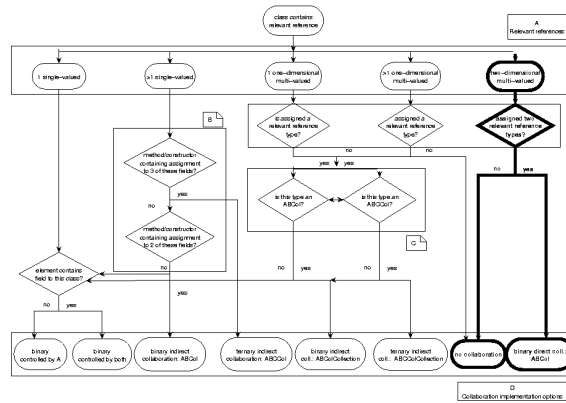 class contains
relevant reference
A
Relevant references
1 single-valued
>1 single-valued
1 one-dimensional
multi-valued
>1 one-dimensional
multi-valued
two-dimensional
multi-valued
B
is assigned a
relevant reference
type?
assigned a
relevant reference
type?
assigned two
relevant reference
types?
no
no
method/constructor
containing assignment
to 3 of these fields?
yes
yes
no
yes
yes
no
is this type an
ABCol?
is this type an
ABCCol?
method/constructor
containing assignment
to 2 of these fields?
C
no
no
yes
no
yes
element contains
field to this class?
yes
no
yes
binary
controlled by A
binary
controlled by both
binary indirect
collaboration: ABCol
ternary indirect
collaboration: ABCCol
binary indirect
coll.: ABColCollection
ternary indirect
coll.: ABCColCollection
no collaboration
binary direct coll.:
ABCol
D
Collaboration implementation options